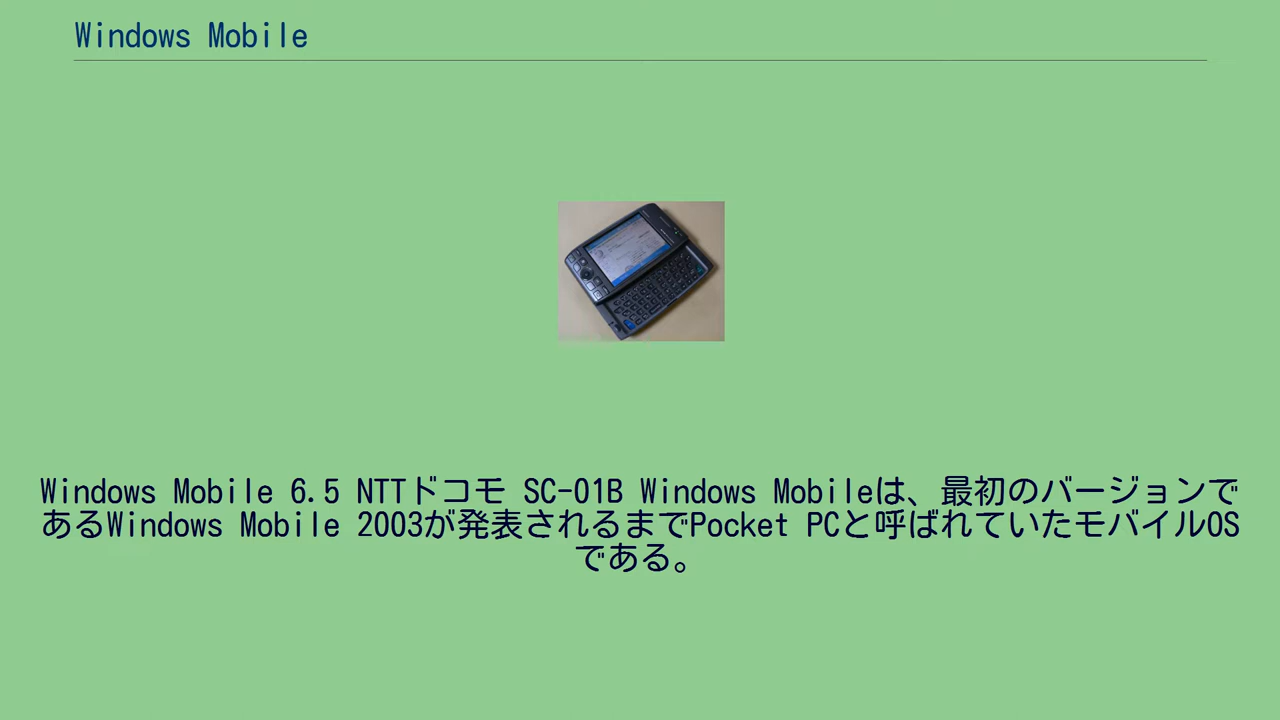 Windows Mobile
Windows Mobile 6.5 NTTドコモ SC-01B Windows Mobileは、最初のバージョンで
あるWindows Mobile 2003が発表されるまでPocket PCと呼ばれていたモバイルOS
である。